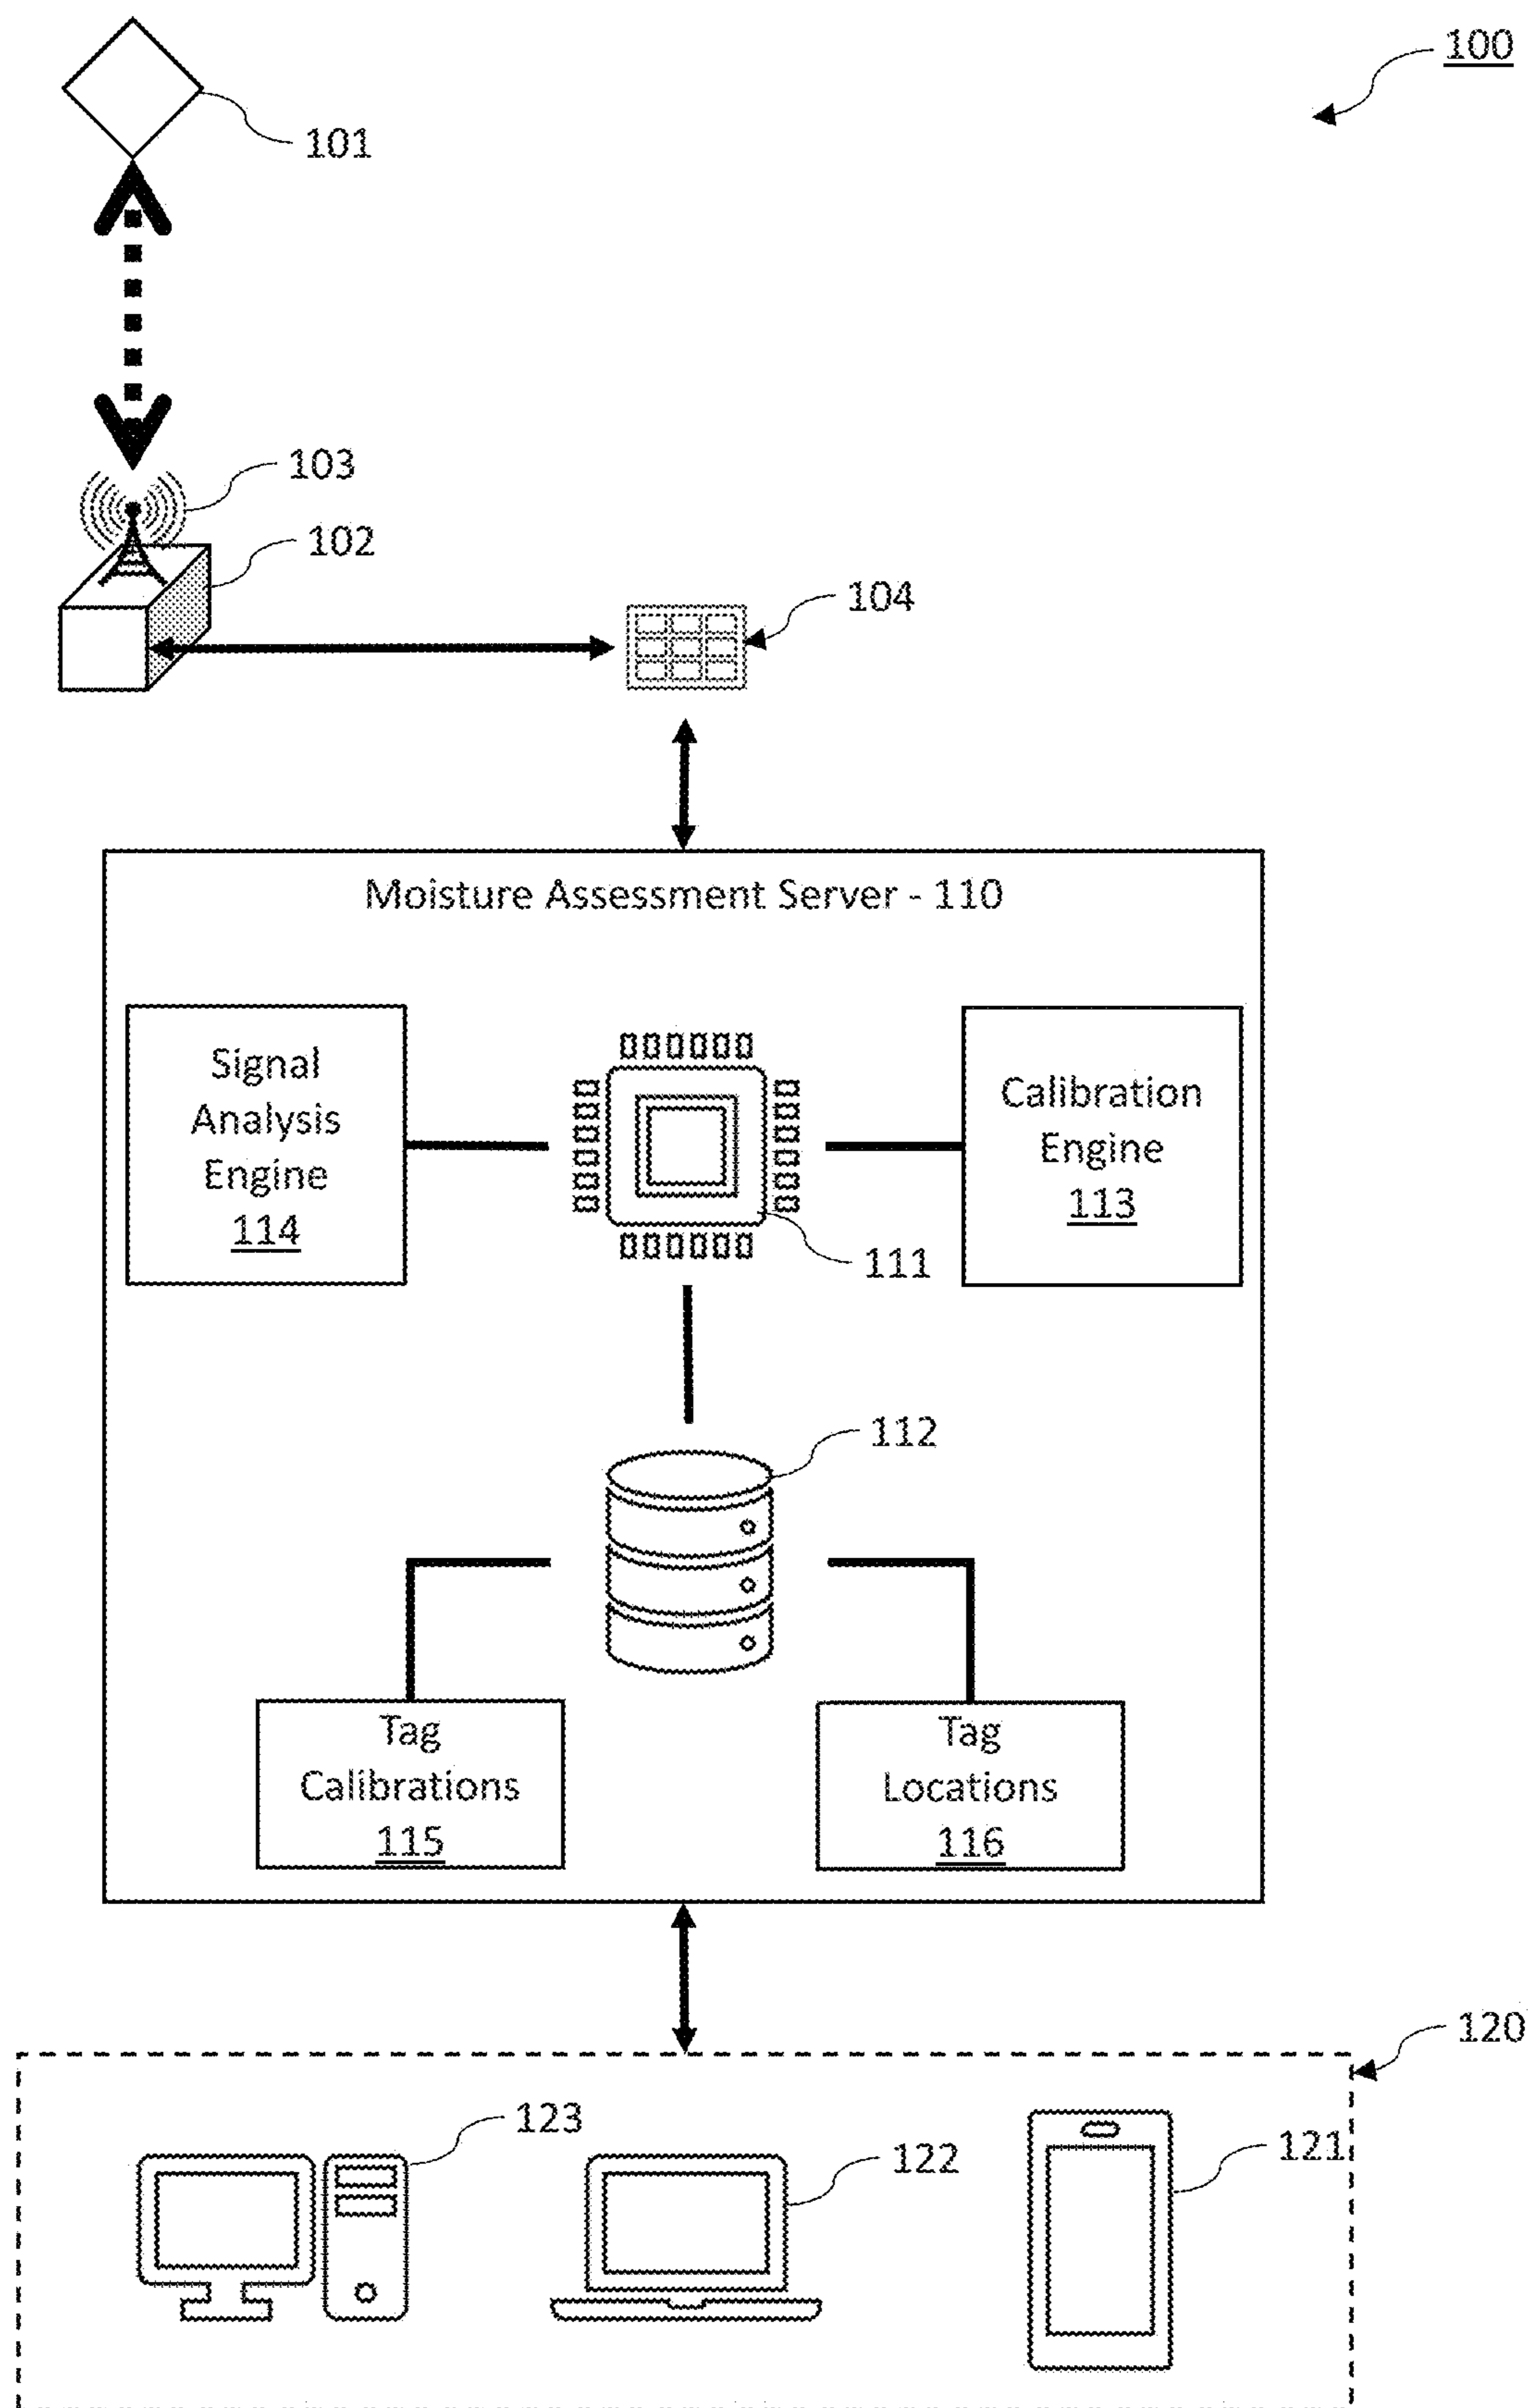 100
101
103
102
104
Moisture Assessment Server - 110
Signal
Analysis
Engine
114
Calibration
Engine
113
111
112
Tag
Calibrations
115
Tag
Locations
116
120
123
122
121